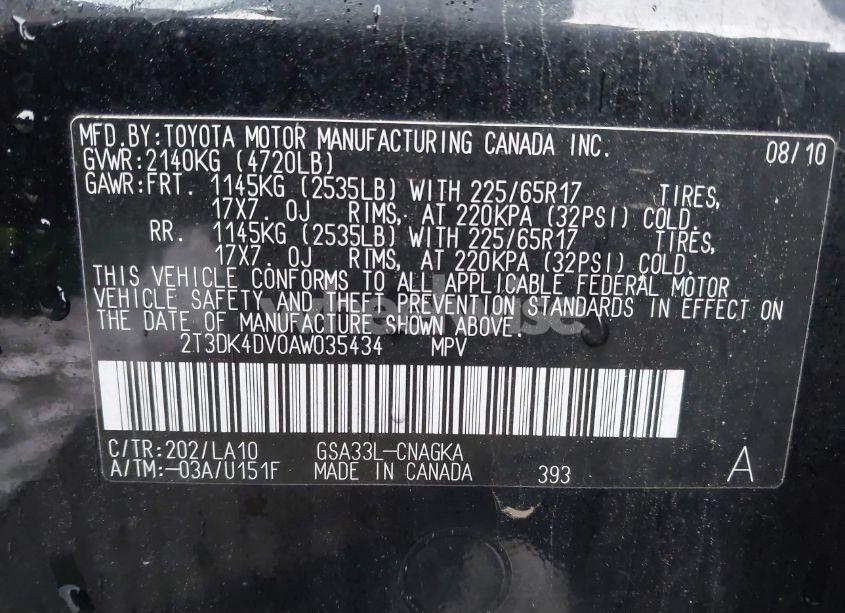 MFD.BY:TOYOTA MOTOR MANUFACTURING CANADA INC. 08/10
GVWR:2140KG (4720LB)
GAWR:FRT. 1145KG (2535LB) WITH 225/65R17 TIRES,
17X7.0J RIMS, AT 220KPA (32PSI) COLD.
RR. 1145KG (2535LB) WITH 225/65R17 TIRES,
17X7.0J RIMS, AT 220KPA (32PSI) COLD.
THIS VEHICLE CONFORMS TO ALL APPLICABLE FEDERAL MOTOR
VEHICLE SAFETY AND THEFT PREVENTION STANDARDS IN EFFECT ON
THE DATE OF MANUFACTURE SHOWN ABOVE.
2T3DK4DV0AW035434 MPV
C/TR:202/LA10 GSA33L-CNAGKA
A/TM:-03A/U151F MADE IN CANADA 393 A